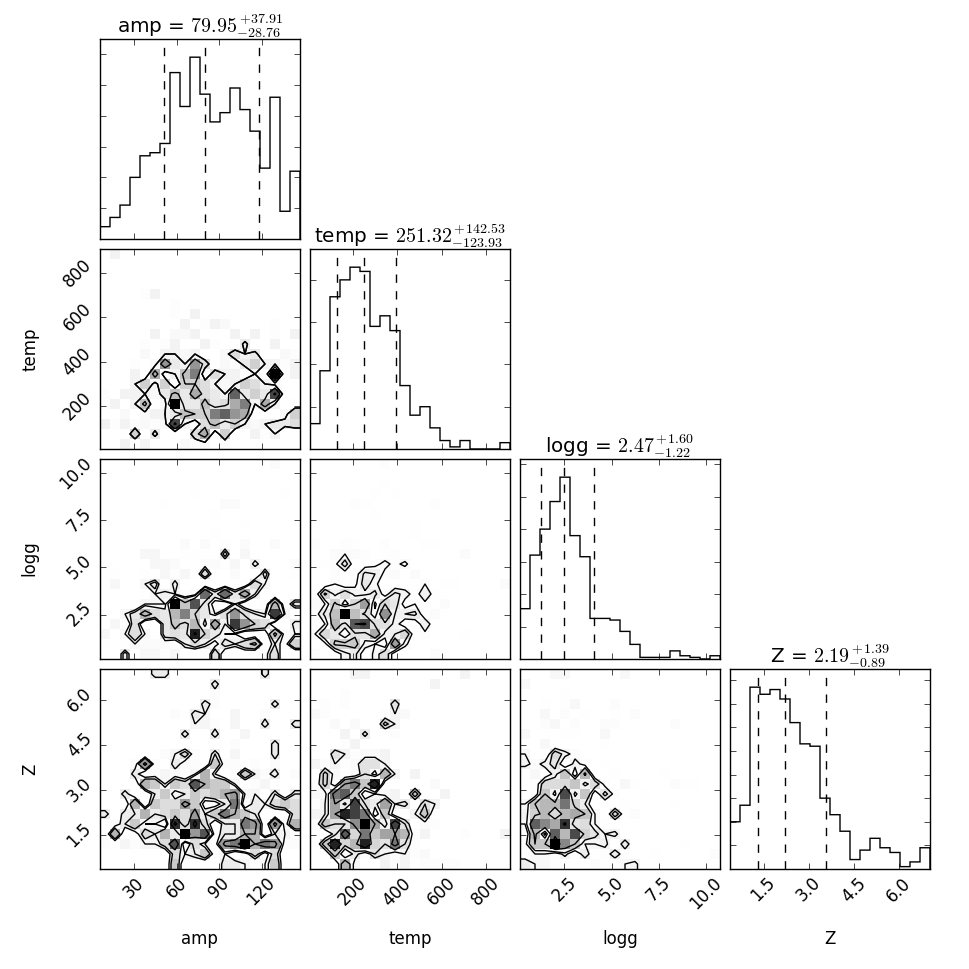 amp = 79.95 +37.91 −28.76
temp = 251.32 +142.53 −123.93
800
600
400
200
temp
logg = 2.47 +1.60 −1.22
10.0
7.5
5.0
2.5
logg
Z = 2.19 +1.39 −0.89
6.0
4.5
3.0
1.5
Z
30 60 90 120
200 400 600 800
2.5 5.0 7.5 10.0
1.5 3.0 4.5 6.0
amp temp logg Z